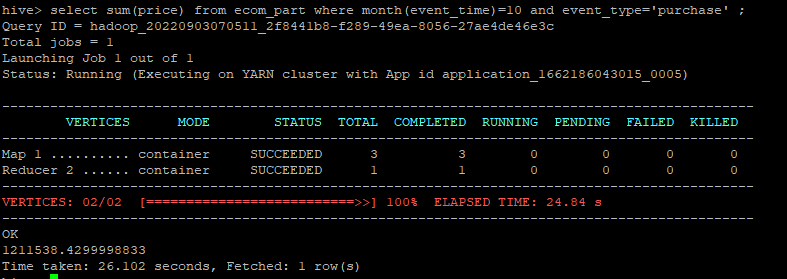 hive> select sum(price) from ecom_part where month(event_time)=10 and event_type='purchase' ;
Query ID = hadoop_20220903070511_2f8441b8-f289-49ea-8056-27ae4de46e3c
Total jobs = 1
Launching Job 1 out of 1
Status: Running (Executing on YARN cluster with App id application_1662186043015_0005)
----------------------------------------------------------------------------------------------
VERTICES MODE STATUS TOTAL COMPLETED RUNNING PENDING FAILED KILLED
----------------------------------------------------------------------------------------------
Map 1 .......... container SUCCEEDED 3 3 0 0 0 0
Reducer 2 ...... container SUCCEEDED 1 1 0 0 0 0
----------------------------------------------------------------------------------------------
VERTICES: 02/02 [==========================>>] 100% ELAPSED TIME: 24.84 s
----------------------------------------------------------------------------------------------
OK
1211538.4299998833
Time taken: 26.102 seconds, Fetched: 1 row(s)